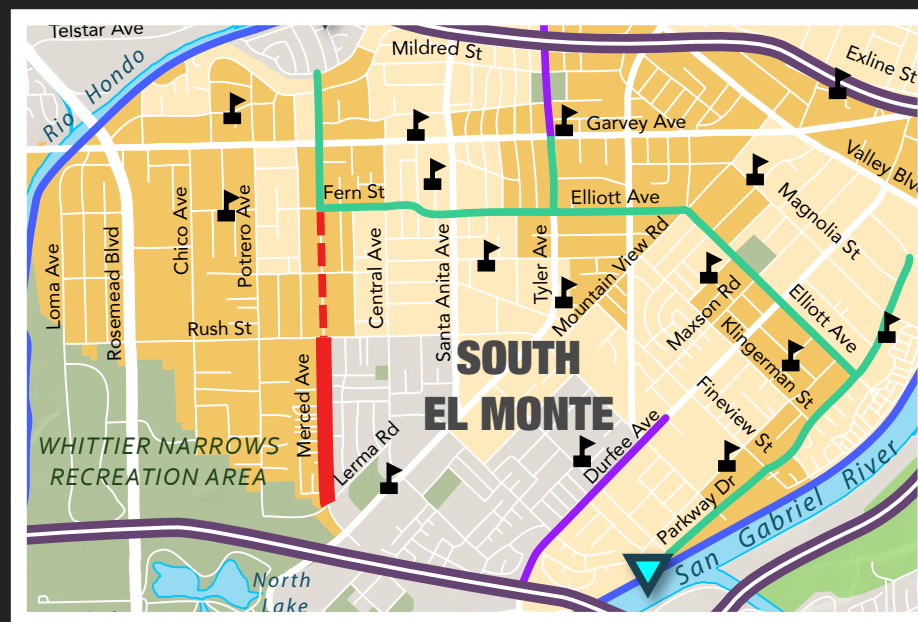 Telstar Ave
Mildred St
Exline St
Rio Hondo
Garvey Ave
Valley Blv
Fern St
Elliott Ave
Magnolia St
Loma Ave
Rosemead Blvd
Chico Ave
Potrero Ave
Central Ave
Santa Anita Ave
Tyler Ave
Mountain View Rd
Maxson Rd
Elliott Ave
Klingerman St
Rush St
SOUTH
EL MONTE
Merced Ave
Fineview St
Durfee Ave
Lerma Rd
WHITTIER NARROWS
RECREATION AREA
Parkway Dr
San Gabriel River
North
Lake